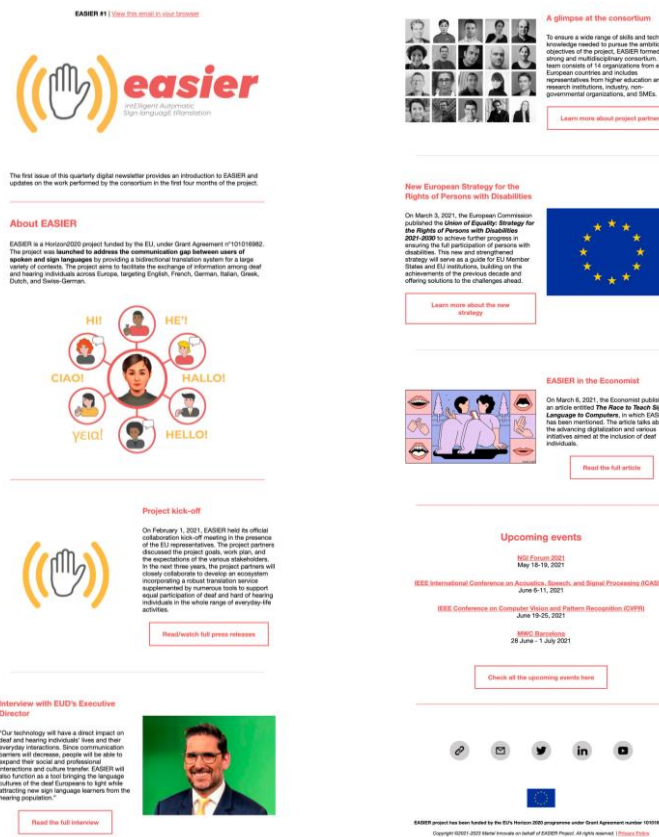 EASIER #1 | View this email in your browser
easier
intElligent Automatic
Sign languagE tRanslation
The first issue of this quarterly digital newsletter provides an introduction to EASIER and
updates on the work performed by the consortium in the first four months of the project.
About EASIER
EASIER is a Horizon2020 project funded by the EU, under Grant Agreement n°101016982.
The project was launched to address the communication gap between users of
spoken and sign languages by providing a bidirectional translation system for a large
variety of contexts. The project aims to facilitate the exchange of information among deaf
and hearing individuals across Europe, targeting English, French, German, Italian, Greek,
Dutch, and Swiss-German.
HI!
HE'!
CIAO!
HALLO!
γεια!
HELLO!
Project kick-off
On February 1, 2021, EASIER held its official
collaboration kick-off meeting in the presence
of the EU representatives. The project partners
discussed the project goals, work plan, and
the expectations of the various stakeholders.
In the next three years, the project partners will
closely collaborate to develop an ecosystem
incorporating a robust translation service
supplemented by numerous tools to support
equal participation of deaf and hard of hearing
individuals in the whole range of everyday-life
activities.
Read/watch full press releases
Interview with EUD's Executive
Director
"Our technology will have a direct impact on
deaf and hearing individuals' lives and their
everyday interactions. Since communication
barriers will decrease, people will be able to
expand their social and professional
interactions and culture transfer. EASIER will
also function as a tool bringing the language
cultures of the deaf Europeans to light while
attracting new sign language learners from the
hearing population."
Read the full interview
A glimpse at the consortium
To ensure a wide range of skills and tech
knowledge needed to pursue the ambitio
objectives of the project, EASIER formed
strong and multidisciplinary consortium.
team consists of 14 organizations from e
European countries and includes
representatives from higher education an
research institutions, industry, non-
governmental organizations, and SMEs.
Learn more about project partner
New European Strategy for the
Rights of Persons with Disabilities
On March 3, 2021, the European Commission
published the Union of Equality: Strategy for
the Rights of Persons with Disabilities
2021-2030 to achieve further progress in
ensuring the full participation of persons with
disabilities. This new and strengthened
strategy will serve as a guide for EU Member
States and EU institutions, building on the
achievements of the previous decade and
offering solutions to the challenges ahead.
Learn more about the new
strategy
EASIER in the Economist
On March 6, 2021, the Economist publis
an article entitled The Race to Teach Si
Language to Computers, in which EAS
has been mentioned. The article talks ab
the advancing digitalization and various
initiatives aimed at the inclusion of deaf
individuals.
Read the full article
Upcoming events
NGI Forum 2021
May 18-19, 2021
IEEE International Conference on Acoustics, Speech, and Signal Processing (ICAS
June 6-11, 2021
IEEE Conference on Computer Vision and Pattern Recognition (CVPR)
June 19-25, 2021
MWC Barcelona
28 June - 1 July 2021
Check all the upcoming events here
in
EASIER project has been funded by the EU's Horizon 2020 programme under Grant Agreement number 101016
Copyright ©2021-2023 Martel Innovate on behalf of EASIER Project. All rights reserved. | Privacy Policy